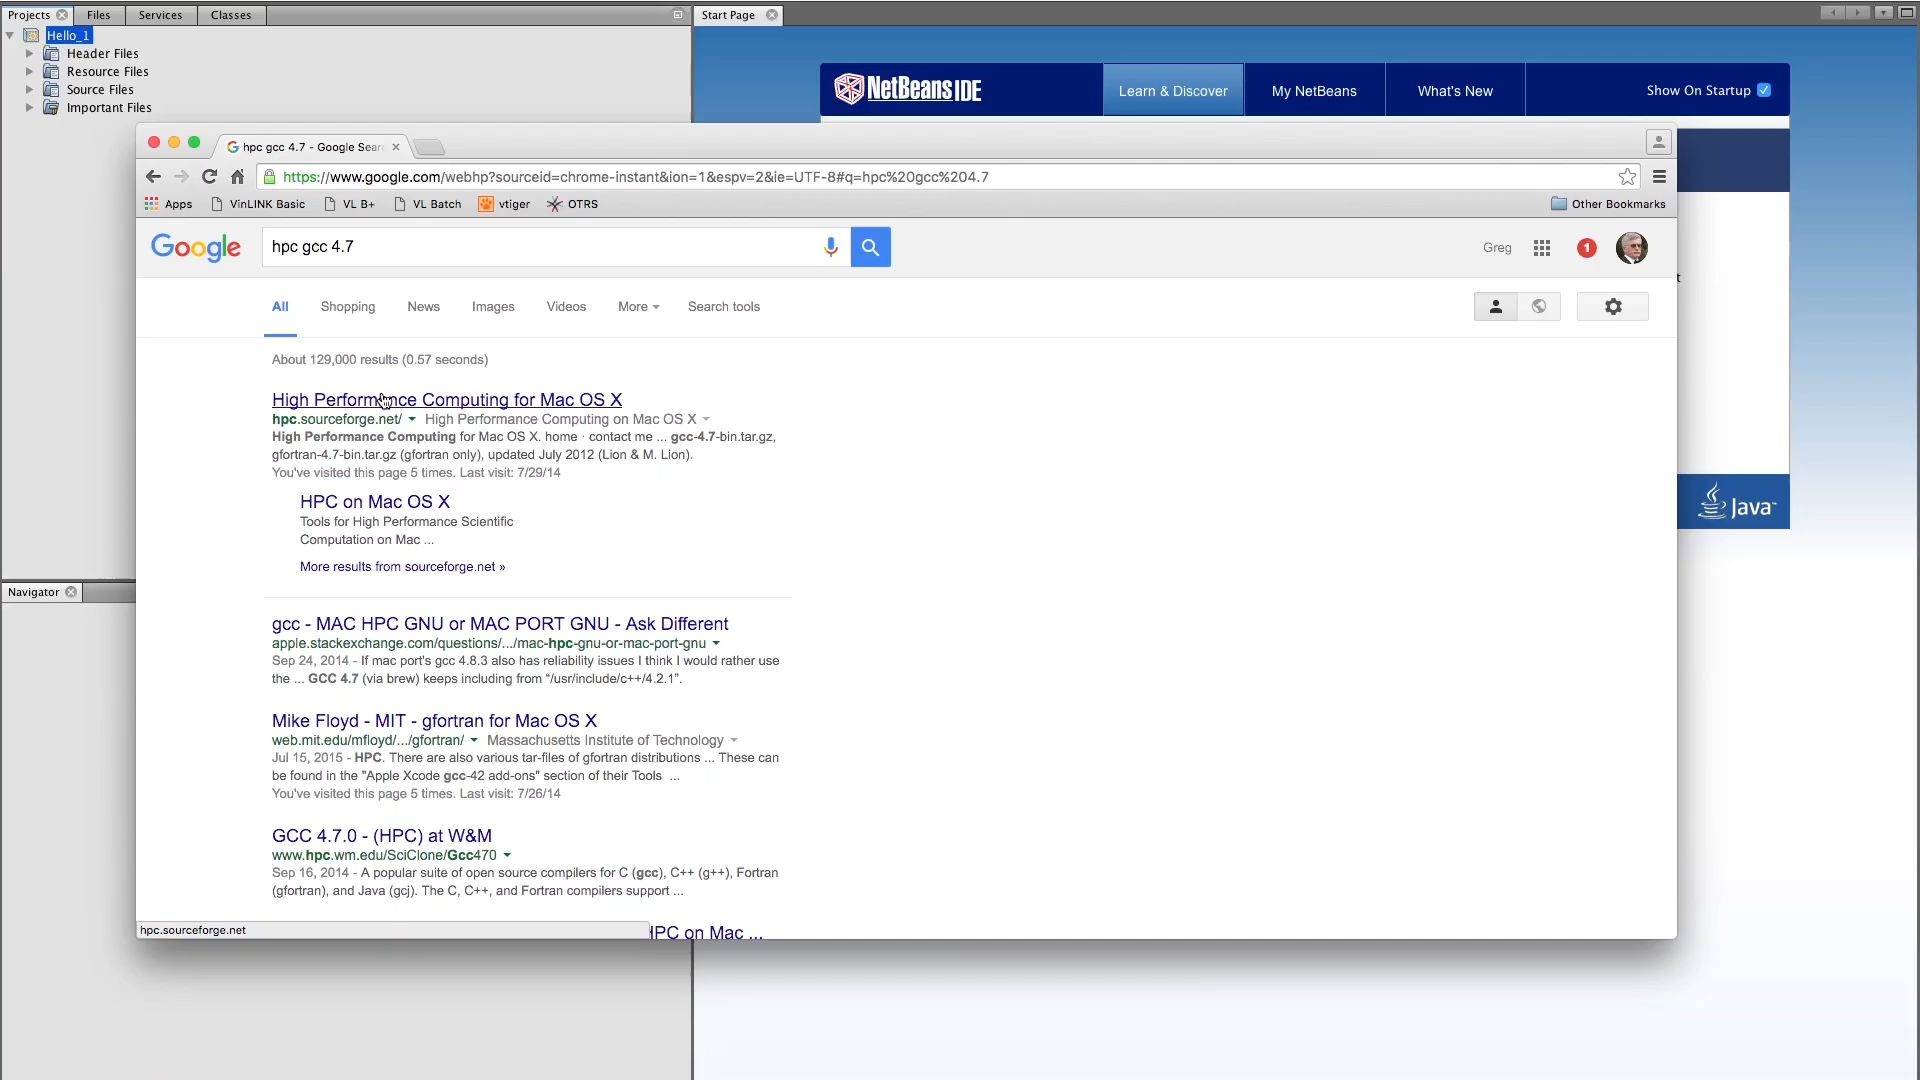 Projects
Files
Services
Classes
Start Page
Hello_1
Header Files
Resource Files
Source Files
Important Files
NetBeans IDE
Learn & Discover
My NetBeans
What's New
Show On Startup
hpc gcc 4.7 - Google Sear
https://www.google.com/webhp?sourceid=chrome-instant&ion=1&espv=2&ie=UTF-8#q=hpc%20gcc%204.7
Apps
VinLINK Basic
VL B+
VL Batch
vtiger
OTRS
Other Bookmarks
Google
hpc gcc 4.7
Greg
1
All
Shopping
News
Images
Videos
More
Search tools
About 129,000 results (0.57 seconds)
High Performance Computing for Mac OS X
hpc.sourceforge.net/ High Performance Computing on Mac OS X
High Performance Computing for Mac OS X. home · contact me ... gcc-4.7-bin.tar.gz,
gfortran-4.7-bin.tar.gz (gfortran only), updated July 2012 (Lion & M. Lion).
You've visited this page 5 times. Last visit: 7/29/14
HPC on Mac OS X
Tools for High Performance Scientific
Computation on Mac ...
More results from sourceforge.net »
Java™
Navigator
gcc - MAC HPC GNU or MAC PORT GNU - Ask Different
apple.stackexchange.com/questions/.../mac-hpc-gnu-or-mac-port-gnu
Sep 24, 2014 - If mac port's gcc 4.8.3 also has reliability issues I think I would rather use
the ... GCC 4.7 (via brew) keeps including from “/usr/include/c++/4.2.1”.
Mike Floyd - MIT - gfortran for Mac OS X
web.mit.edu/mfloyd/.../gfortran/ Massachusetts Institute of Technology
Jul 15, 2015 - HPC. There are also various tar-files of gfortran distributions ... These can
be found in the "Apple Xcode gcc-42 add-ons" section of their Tools ...
You've visited this page 5 times. Last visit: 7/26/14
GCC 4.7.0 - (HPC) at W&M
www.hpc.wm.edu/SciClone/Gcc470
Sep 16, 2014 - A popular suite of open source compilers for C (gcc), C++ (g++), Fortran
(gfortran), and Java (gcj). The C, C++, and Fortran compilers support ...
hpc.sourceforge.net
HPC on Mac ...